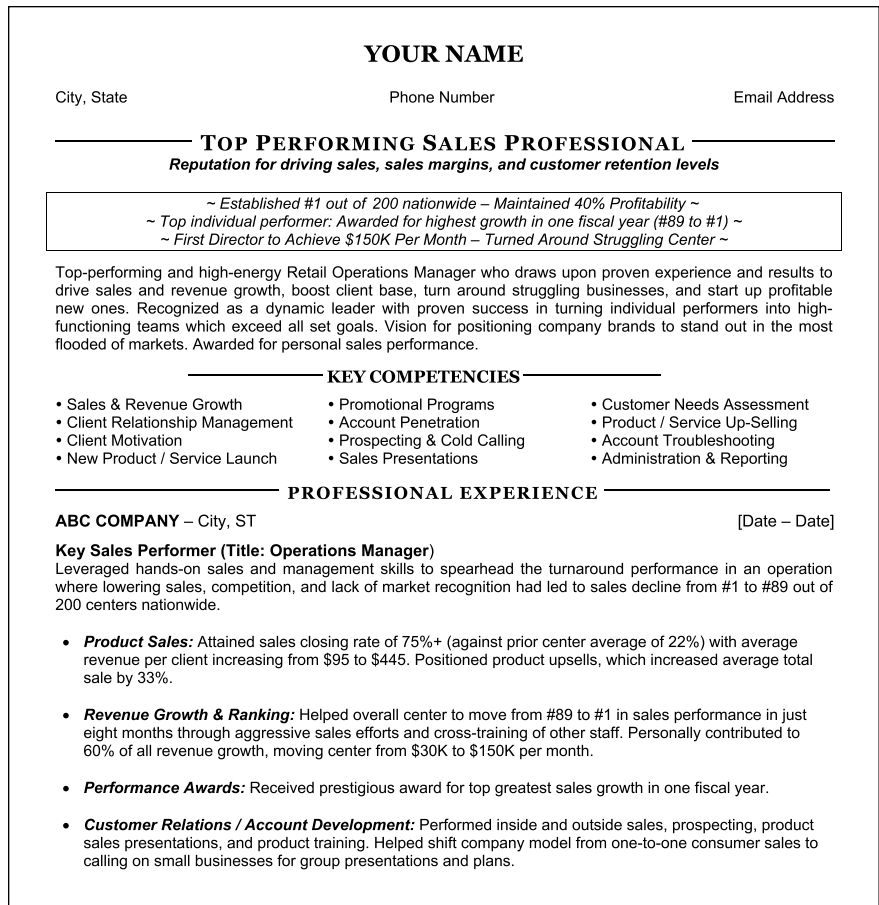 YOUR NAME
City, State Phone Number Email Address
TOP PERFORMING SALES PROFESSIONAL
Reputation for driving sales, sales margins, and customer retention levels
~ Established #1 out of 200 nationwide – Maintained 40% Profitability ~
~ Top individual performer: Awarded for highest growth in one fiscal year (#89 to #1) ~
~ First Director to Achieve $150K Per Month – Turned Around Struggling Center ~
Top-performing and high-energy Retail Operations Manager who draws upon proven experience and results to
drive sales and revenue growth, boost client base, turn around struggling businesses, and start up profitable
new ones. Recognized as a dynamic leader with proven success in turning individual performers into high-
functioning teams which exceed all set goals. Vision for positioning company brands to stand out in the most
flooded of markets. Awarded for personal sales performance.
KEY COMPETENCIES
• Sales & Revenue Growth • Promotional Programs • Customer Needs Assessment
• Client Relationship Management • Account Penetration • Product / Service Up-Selling
• Client Motivation • Prospecting & Cold Calling • Account Troubleshooting
• New Product / Service Launch • Sales Presentations • Administration & Reporting
PROFESSIONAL EXPERIENCE
ABC COMPANY – City, ST [Date – Date]
Key Sales Performer (Title: Operations Manager)
Leveraged hands-on sales and management skills to spearhead the turnaround performance in an operation
where lowering sales, competition, and lack of market recognition had led to sales decline from #1 to #89 out of
200 centers nationwide.
• Product Sales: Attained sales closing rate of 75%+ (against prior center average of 22%) with average
revenue per client increasing from $95 to $445. Positioned product upsells, which increased average total
sale by 33%.
• Revenue Growth & Ranking: Helped overall center to move from #89 to #1 in sales performance in just
eight months through aggressive sales efforts and cross-training of other staff. Personally contributed to
60% of all revenue growth, moving center from $30K to $150K per month.
• Performance Awards: Received prestigious award for top greatest sales growth in one fiscal year.
• Customer Relations / Account Development: Performed inside and outside sales, prospecting, product
sales presentations, and product training. Helped shift company model from one-to-one consumer sales to
calling on small businesses for group presentations and plans.